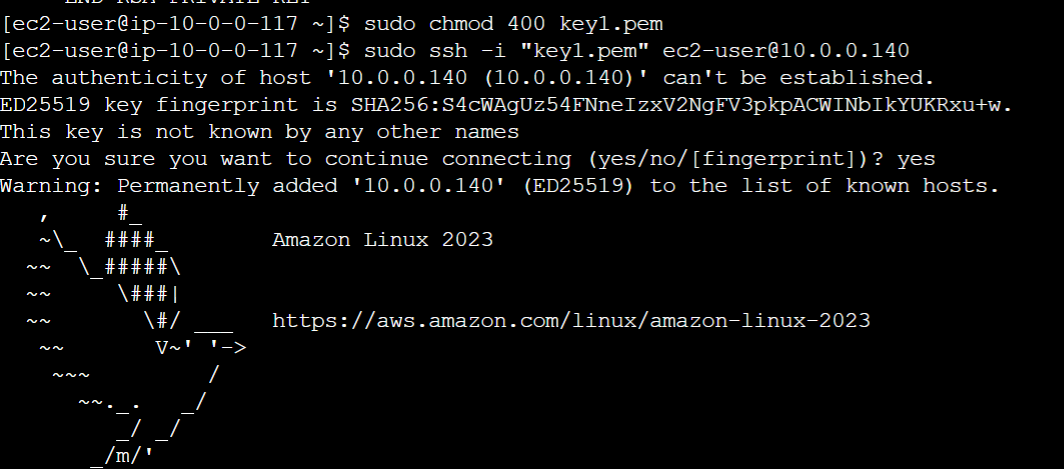 END RSA PRIVATE KEY
[ec2-user@ip-10-0-0-117 ~]$ sudo chmod 400 key1.pem
[ec2-user@ip-10-0-0-117 ~]$ sudo ssh -i "key1.pem" ec2-user@10.0.0.140
The authenticity of host '10.0.0.140 (10.0.0.140)' can't be established.
ED25519 key fingerprint is SHA256:S4cWAgUz54FNneIzxV2NgFV3pkpACWINbIkYUKRxu+w.
This key is not known by any other names
Are you sure you want to continue connecting (yes/no/[fingerprint])? yes
Warning: Permanently added '10.0.0.140' (ED25519) to the list of known hosts.
   ,     #_
   ~\_  ####_        Amazon Linux 2023
  ~~  \_#####\
  ~~     \###|
  ~~       \#/ ___   https://aws.amazon.com/linux/amazon-linux-2023
   ~~       V~' '->
    ~~~         /
      ~~._.   _/
         _/ _/
       _/m/'